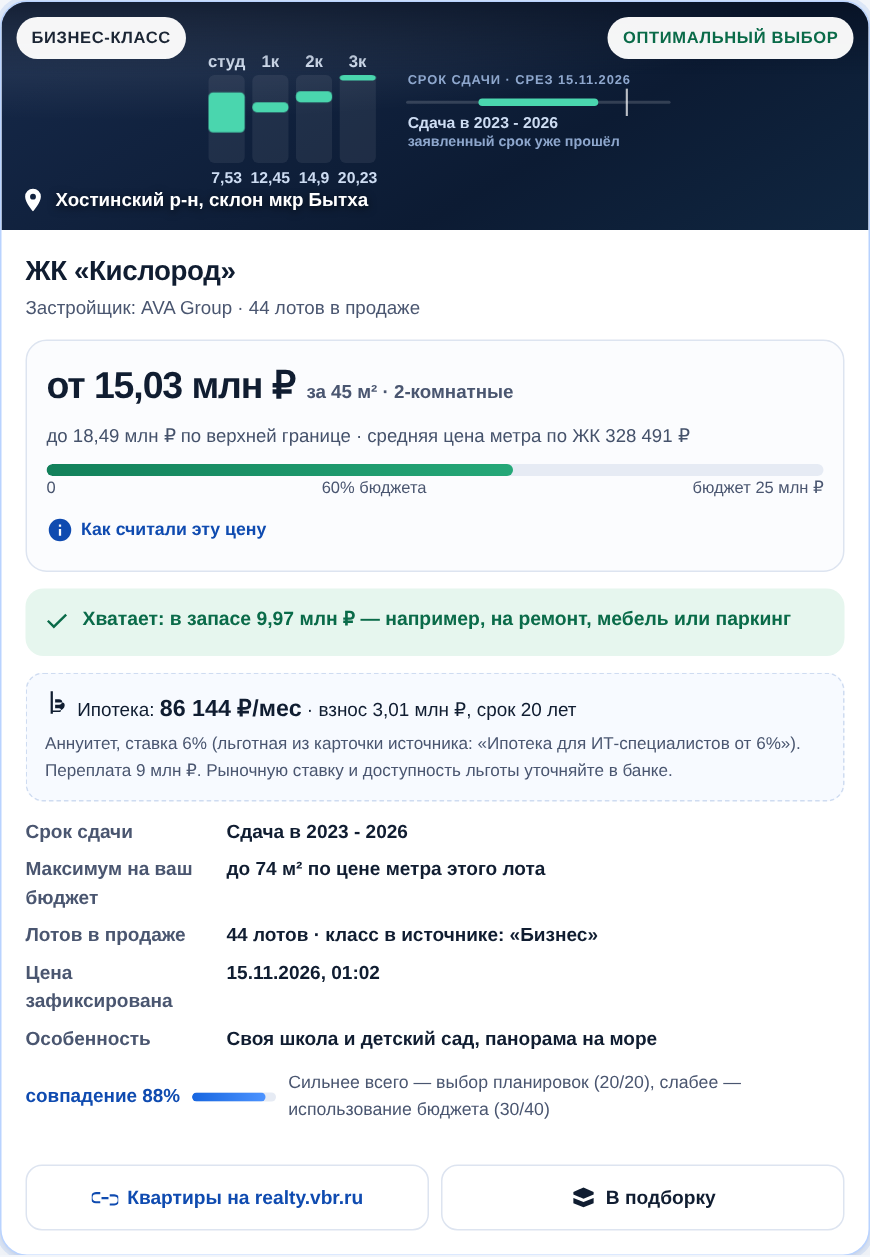 БИЗНЕС-КЛАСС
ОПТИМАЛЬНЫЙ ВЫБОР
студ 1к 2к 3к
7,53 12,45 14,9 20,23
СРОК СДАЧИ · СРЕЗ 15.11.2026
Сдача в 2023 - 2026
заявленный срок уже прошёл
Хостинский р-н, склон мкр Бытха
ЖК «Кислород»
Застройщик: AVA Group · 44 лотов в продаже
от 15,03 млн ₽ за 45 м² · 2-комнатные
до 18,49 млн ₽ по верхней границе · средняя цена метра по ЖК 328 491 ₽
0 60% бюджета бюджет 25 млн ₽
Как считали эту цену
Хватает: в запасе 9,97 млн ₽ — например, на ремонт, мебель или паркинг
Ипотека: 86 144 ₽/мес · взнос 3,01 млн ₽, срок 20 лет
Аннуитет, ставка 6% (льготная из карточки источника: «Ипотека для ИТ-специалистов от 6%»).
Переплата 9 млн ₽. Рыночную ставку и доступность льготы уточняйте в банке.
Срок сдачи Сдача в 2023 - 2026
Максимум на ваш до 74 м² по цене метра этого лота
бюджет
Лотов в продаже 44 лотов · класс в источнике: «Бизнес»
Цена 15.11.2026, 01:02
зафиксирована
Особенность Своя школа и детский сад, панорама на море
совпадение 88%
Сильнее всего — выбор планировок (20/20), слабее —
использование бюджета (30/40)
Квартиры на realty.vbr.ru
В подборку